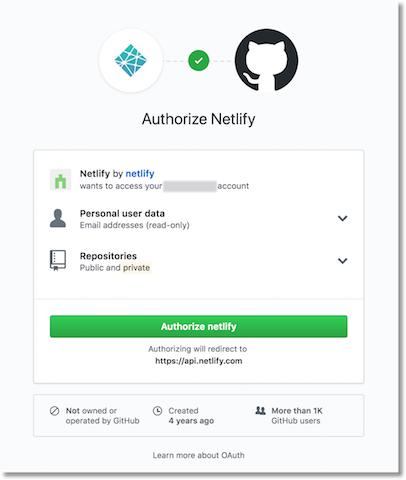 Authorize Netlify
Netlify by netlify
wants to access your account
Personal user data
Email addresses (read-only)
Repositories
Public and private
Authorize netlify
Authorizing will redirect to
https://api.netlify.com
Not owned or
operated by GitHub
Created
4 years ago
More than 1K
GitHub users
Learn more about OAuth